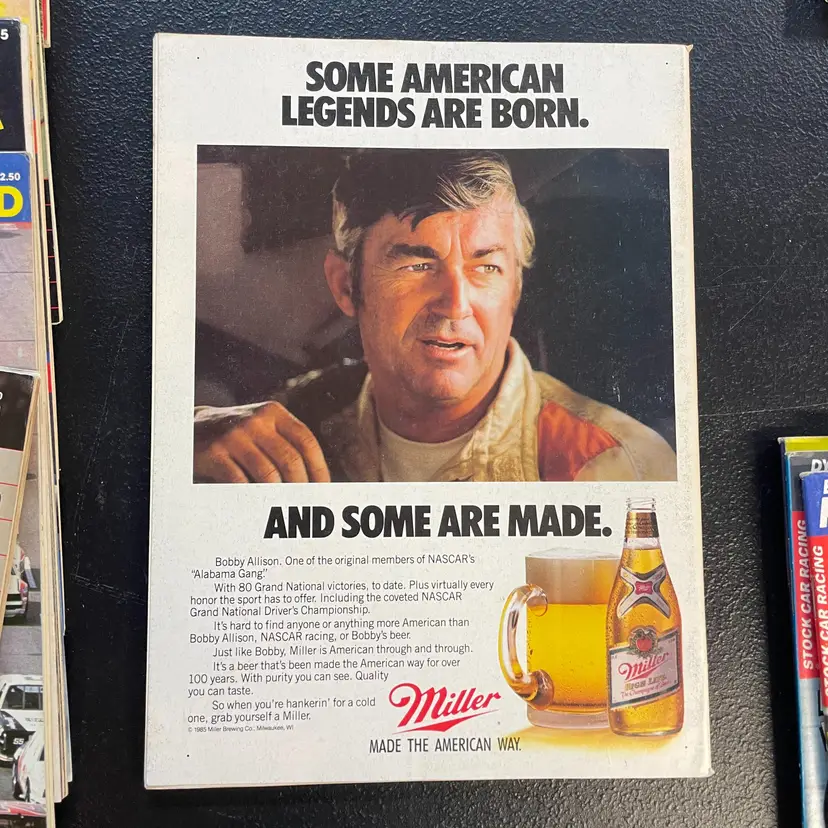 SOME AMERICAN
LEGENDS ARE BORN.
AND SOME ARE MADE.
Bobby Allison. One of the original members of NASCAR's
"Alabama Gang."
With 80 Grand National victories, to date. Plus virtually every
honor the sport has to offer. Including the coveted NASCAR
Grand National Driver's Championship.
It's hard to find anyone or anything more American than
Bobby Allison, NASCAR racing, or Bobby's beer.
Just like Bobby, Miller is American through and through.
It's a beer that's been made the American way for over
100 years. With purity you can see. Quality
you can taste.
So when you're hankerin' for a cold
one, grab yourself a Miller.
© 1985 Miller Brewing Co., Milwaukee, WI
Miller
MADE THE AMERICAN WAY.
Miller
HIGH LIFE
5
2.50
D
55
STOCK CAR RACING
STOCK CAR RACING